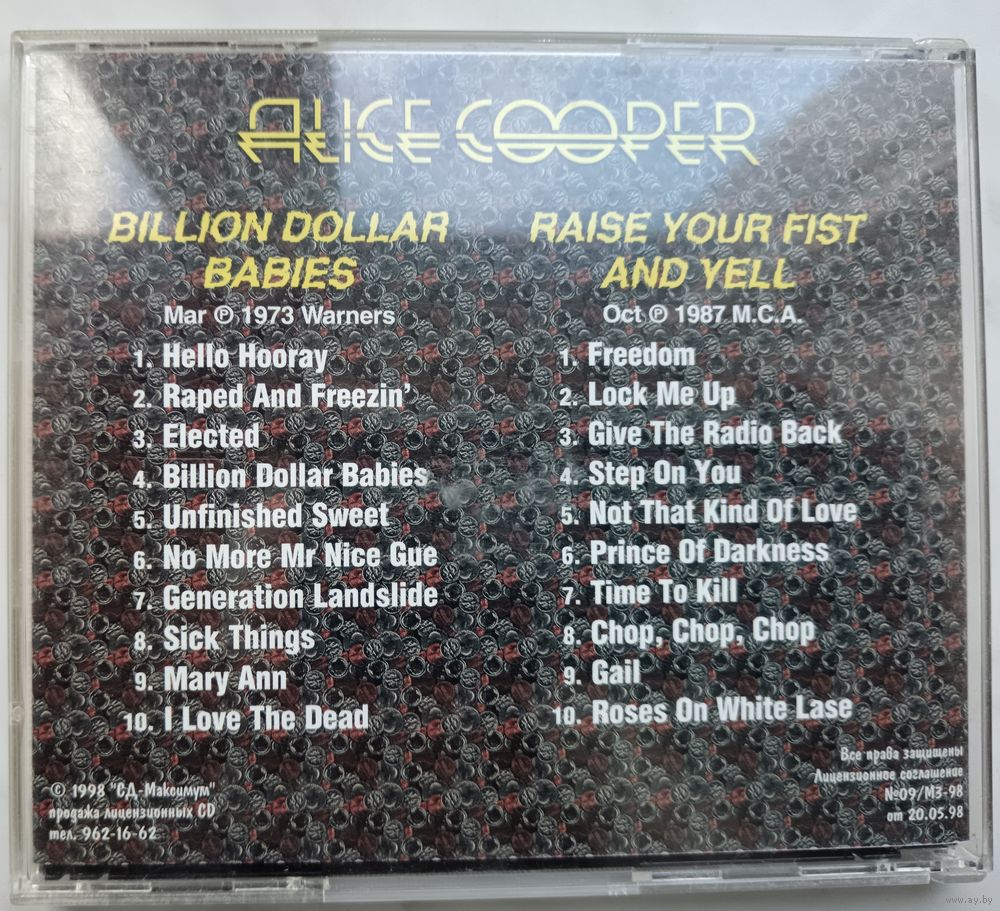 ALICE COOPER
BILLION DOLLAR
BABIES
Mar ℗ 1973 Warners
1. Hello Hooray
2. Raped And Freezin'
3. Elected
4. Billion Dollar Babies
5. Unfinished Sweet
6. No More Mr Nice Gue
7. Generation Landslide
8. Sick Things
9. Mary Ann
10. I Love The Dead
RAISE YOUR FIST
AND YELL
Oct ℗ 1987 M.C.A.
1. Freedom
2. Lock Me Up
3. Give The Radio Back
4. Step On You
5. Not That Kind Of Love
6. Prince Of Darkness
7. Time To Kill
8. Chop, Chop, Chop
9. Gail
10. Roses On White Lase
© 1998 "СД-Максимум"
продажа лицензионных CD
тел. 962-16-62
Все права защищены
Лицензионное соглашение
№09/МЗ-98
от 20.05.98
www.ay.by